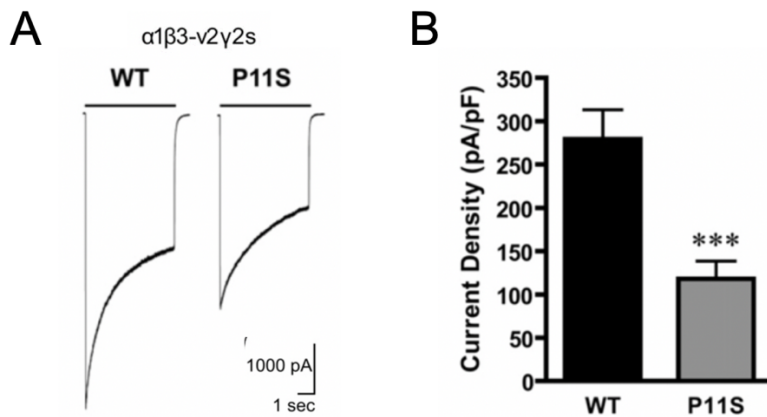 A
α1β3-v2γ2s
WT
P11S
1000 pA
1 sec
B
Current Density (pA/pF)
350
300
250
200
150
100
50
0
***
WT
P11S